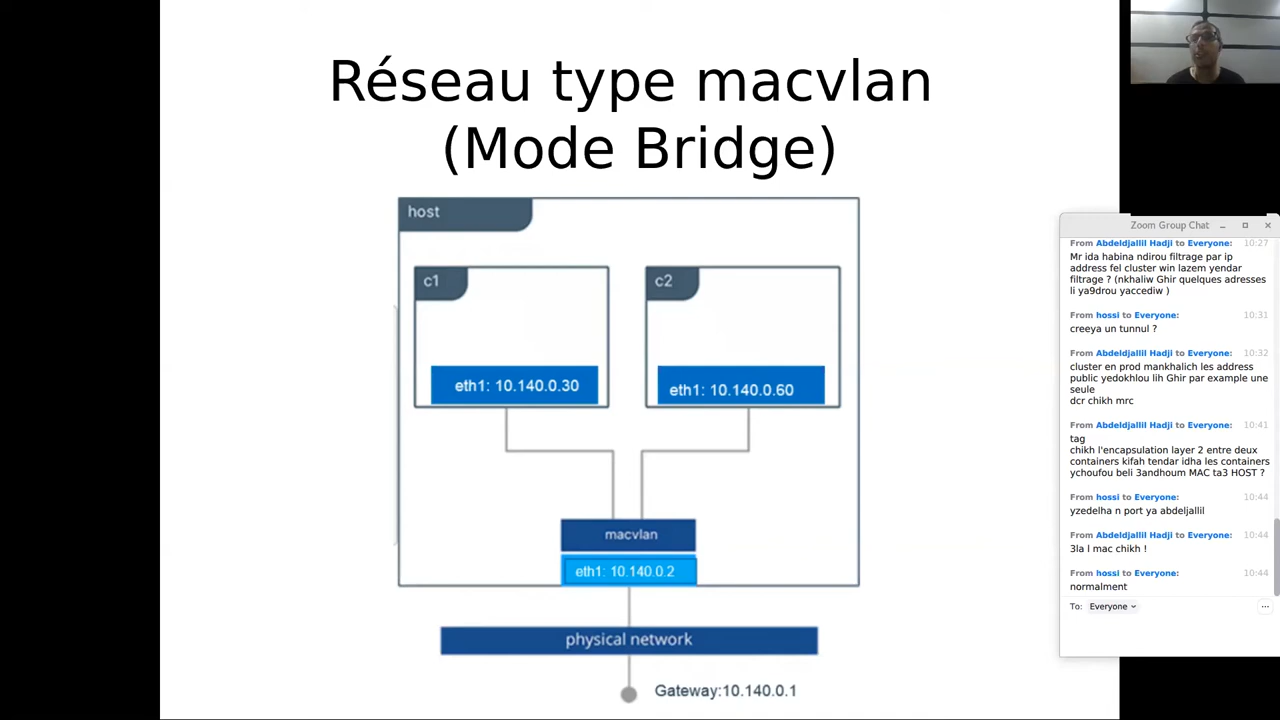 Réseau type macvlan
(Mode Bridge)
host
c1
c2
eth1: 10.140.0.30
eth1: 10.140.0.60
macvlan
eth1: 10.140.0.2
physical network
Gateway:10.140.0.1
Zoom Group Chat
From Abdeldjallil Hadji to Everyone: 10:27
Mr ida habina ndirou filtrage par ip
address fel cluster win lazem yendar
filtrage ? (nkhaliw Ghir quelques adresses
li ya9drou yaccediw )
From hossi to Everyone: 10:31
creeya un tunnul ?
From Abdeldjallil Hadji to Everyone: 10:32
cluster en prod mankhalich les address
public yedokhlou lih Ghir par example une
seule
dcr chikh mrc
From Abdeldjallil Hadji to Everyone: 10:41
tag
chikh l'encapsulation layer 2 entre deux
containers kifah tendar idha les containers
ychoufou beli 3andhoum MAC ta3 HOST ?
From hossi to Everyone: 10:44
yzedelha n port ya abdeljallil
From Abdeldjallil Hadji to Everyone: 10:44
3la l mac chikh !
From hossi to Everyone: 10:44
normalment
To: Everyone